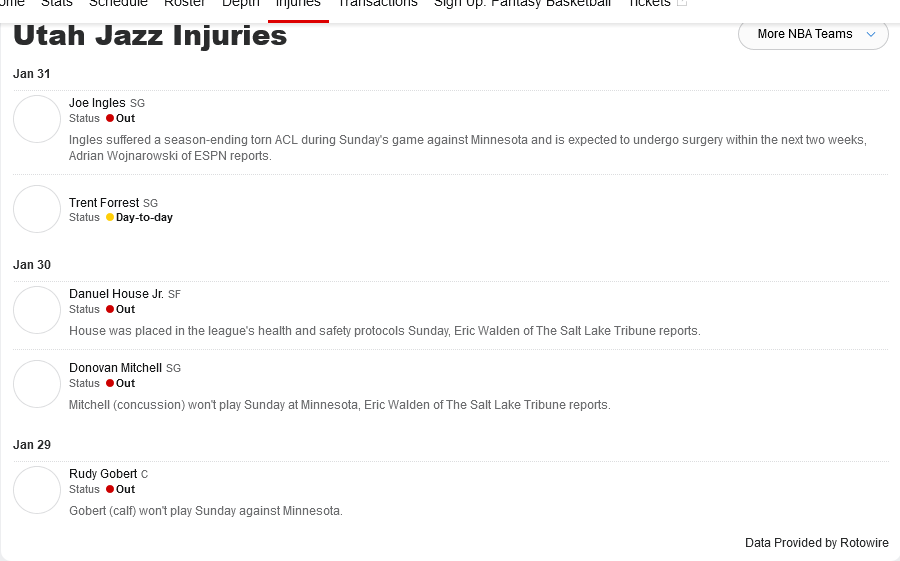 ome Stats Schedule Roster Depth Injuries Transactions Sign Up: Fantasy Basketball Tickets
Utah Jazz Injuries
More NBA Teams
Jan 31
Joe Ingles SG
Status Out
Ingles suffered a season-ending torn ACL during Sunday's game against Minnesota and is expected to undergo surgery within the next two weeks,
Adrian Wojnarowski of ESPN reports.
Trent Forrest SG
Status Day-to-day
Jan 30
Danuel House Jr. SF
Status Out
House was placed in the league's health and safety protocols Sunday, Eric Walden of The Salt Lake Tribune reports.
Donovan Mitchell SG
Status Out
Mitchell (concussion) won't play Sunday at Minnesota, Eric Walden of The Salt Lake Tribune reports.
Jan 29
Rudy Gobert C
Status Out
Gobert (calf) won't play Sunday against Minnesota.
Data Provided by Rotowire